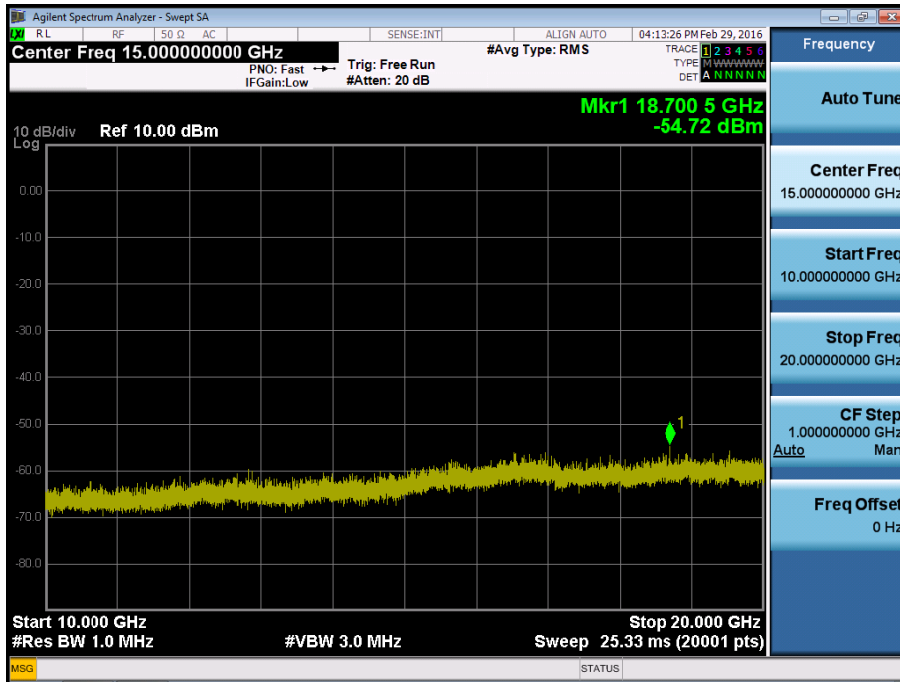 Agilent Spectrum Analyzer - Swept SA
LXI RL RF 50 Ω AC SENSE:INT ALIGN AUTO 04:13:26 PM Feb 29, 2016
Center Freq 15.000000000 GHz
#Avg Type: RMS
TRACE 1 2 3 4 5 6
PNO: Fast Trig: Free Run
TYPE M WWWWW
IFGain:Low #Atten: 20 dB
DET A N N N N N
Mkr1 18.700 5 GHz
-54.72 dBm
10 dB/div Ref 10.00 dBm
Log
0.00
-10.0
-20.0
-30.0
-40.0
-50.0
-60.0
-70.0
-80.0
1
Start 10.000 GHz Stop 20.000 GHz
#Res BW 1.0 MHz #VBW 3.0 MHz Sweep 25.33 ms (20001 pts)
MSG STATUS
Frequency
Auto Tune
Center Freq
15.000000000 GHz
Start Freq
10.000000000 GHz
Stop Freq
20.000000000 GHz
CF Step
1.000000000 GHz
Auto Man
Freq Offset
0 Hz